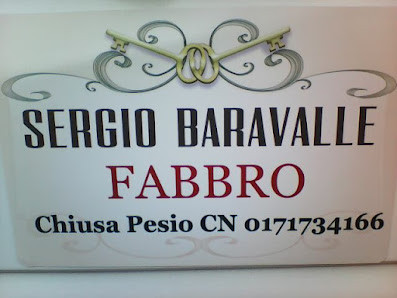 SERGIO BARAVALLE
FABBRO
Chiusa Pesio CN 0171734166